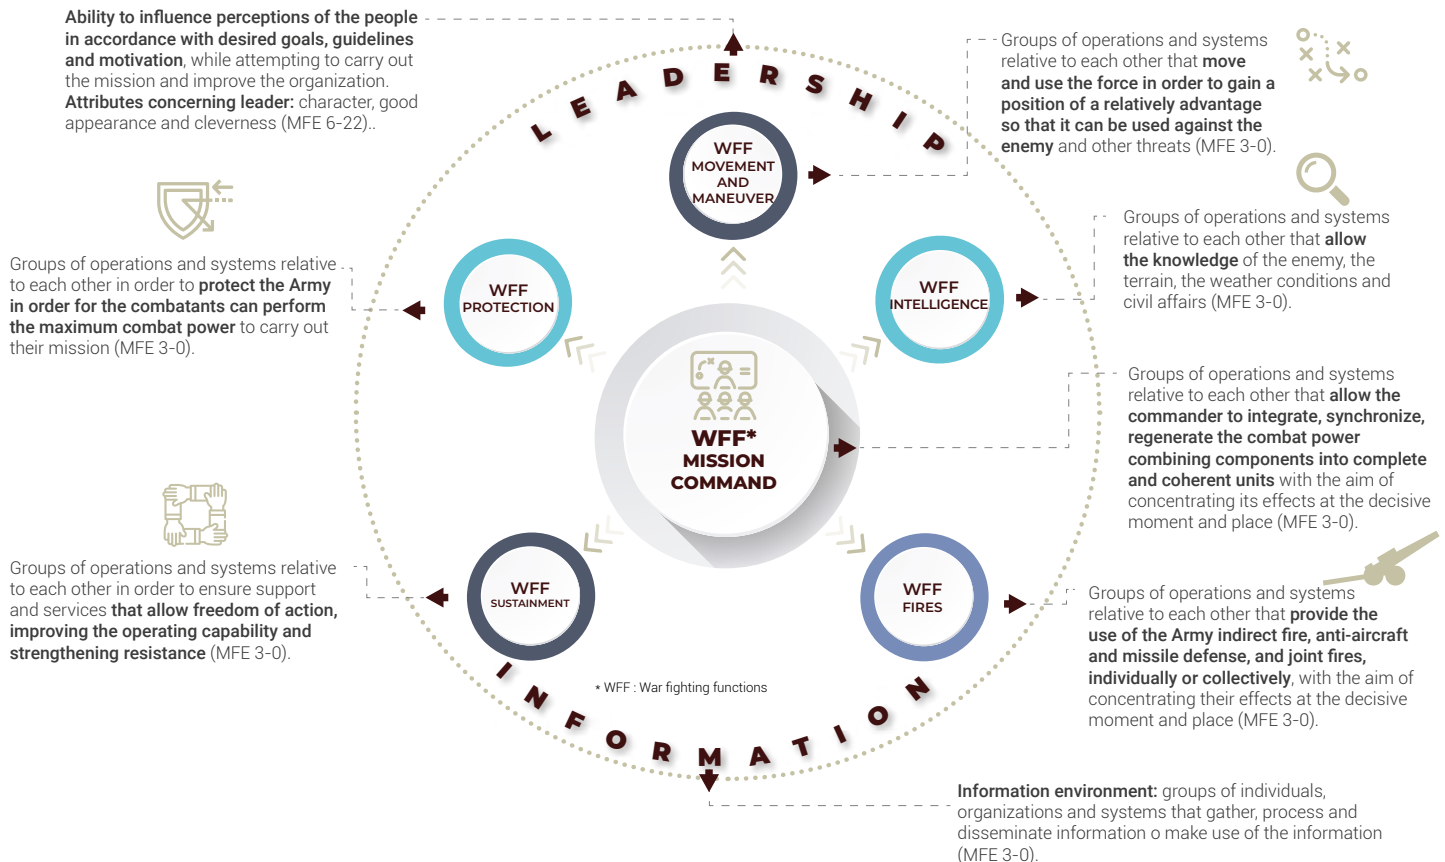 Ability to influence perceptions of the people
in accordance with desired goals, guidelines
and motivation, while attempting to carry out
the mission and improve the organization.
Attributes concerning leader: character, good
appearance and cleverness (MFE 6-22)..
LEADERSHIP
Groups of operations and systems
relative to each other that move
and use the force in order to gain a
position of a relatively advantage
so that it can be used against the
enemy and other threats (MFE 3-0).
WFF
MOVEMENT
AND
MANEUVER
Groups of operations and systems
relative to each other that allow
the knowledge of the enemy, the
terrain, the weather conditions and
civil affairs (MFE 3-0).
Groups of operations and systems relative
to each other in order to protect the Army
in order for the combatants can perform
the maximum combat power to carry out
their mission (MFE 3-0).
WFF
PROTECTION
WFF
INTELLIGENCE
WFF*
MISSION
COMMAND
Groups of operations and systems
relative to each other that allow the
commander to integrate, synchronize,
regenerate the combat power
combining components into complete
and coherent units with the aim of
concentrating its effects at the decisive
moment and place (MFE 3-0).
Groups of operations and systems relative
to each other in order to ensure support
and services that allow freedom of action,
improving the operating capability and
strengthening resistance (MFE 3-0).
WFF
SUSTAINMENT
WFF
FIRES
Groups of operations and systems
relative to each other that provide the
use of the Army indirect fire, anti-aircraft
and missile defense, and joint fires,
individually or collectively, with the aim of
concentrating their effects at the decisive
moment and place (MFE 3-0).
* WFF : War fighting functions
INFORMATION
Information environment: groups of individuals,
organizations and systems that gather, process and
disseminate information o make use of the information
(MFE 3-0).